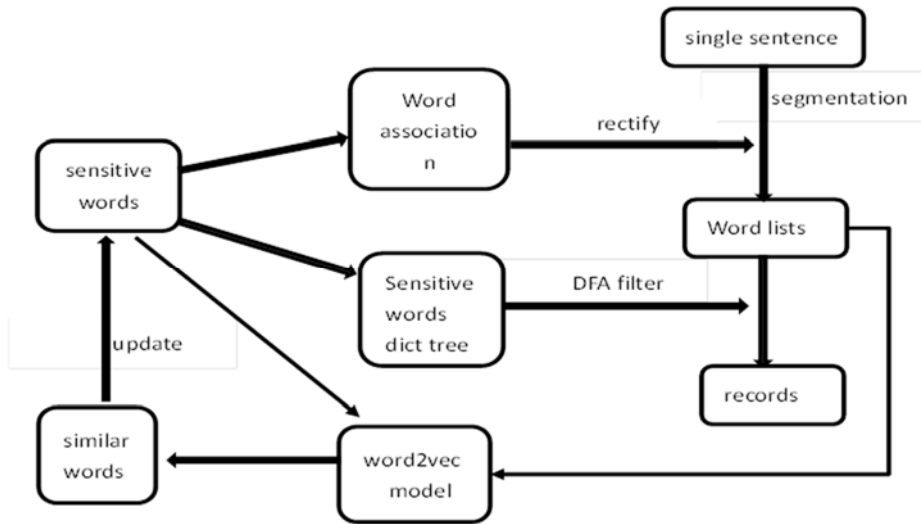 single sentence
segmentation
Word
associatio
n
rectify
sensitive
words
Word lists
Sensitive
words
dict tree
DFA filter
update
records
similar
words
word2vec
model